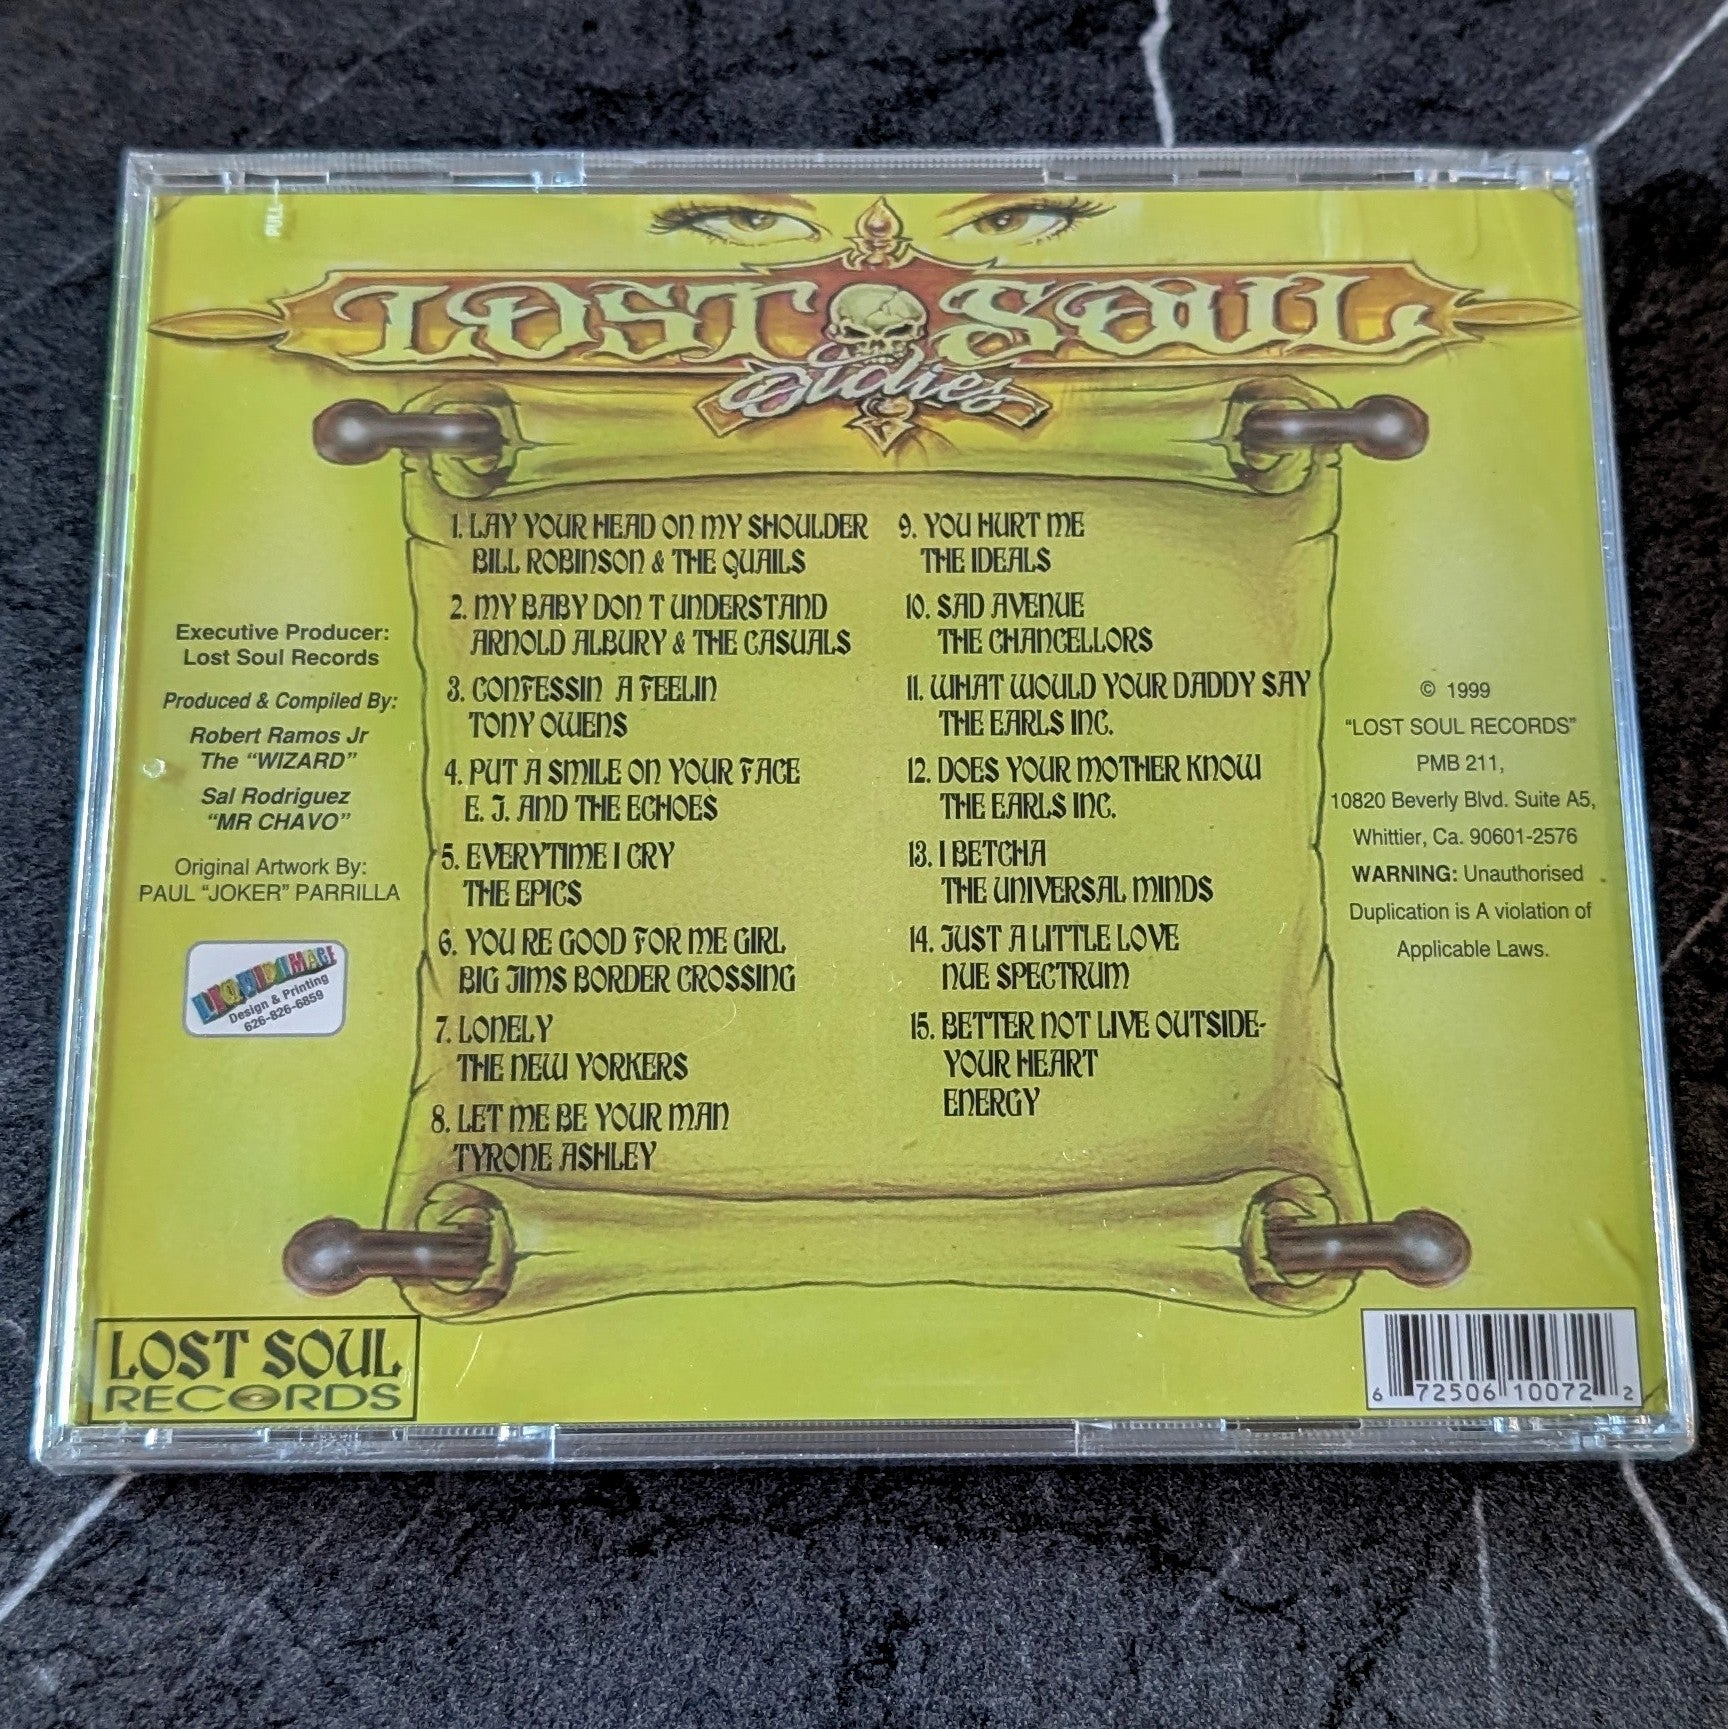 PULL
LOST SOUL
Oldies
1. LAY YOUR HEAD ON MY SHOULDER
BILL ROBINSON & THE QUAILS
2. MY BABY DON T UNDERSTAND
ARNOLD ALBURY & THE CASUALS
3. CONFESSIN A FEELIN
TONY OWENS
4. PUT A SMILE ON YOUR FACE
E. J. AND THE ECHOES
5. EVERYTIME I CRY
THE EPICS
6. YOU RE GOOD FOR ME GIRL
BIG JIMS BORDER CROSSING
7. LONELY
THE NEW YORKERS
8. LET ME BE YOUR MAN
TYRONE ASHLEY
9. YOU HURT ME
THE IDEALS
10. SAD AVENUE
THE CHANCELLORS
11. WHAT WOULD YOUR DADDY SAY
THE EARLS INC.
12. DOES YOUR MOTHER KNOW
THE EARLS INC.
13. I BETCHA
THE UNIVERSAL MINDS
14. JUST A LITTLE LOVE
NUE SPECTRUM
15. BETTER NOT LIVE OUTSIDE-
YOUR HEART
ENERGY
Executive Producer:
Lost Soul Records
Produced & Compiled By:
Robert Ramos Jr
The “WIZARD”
Sal Rodriguez
“MR CHAVO”
Original Artwork By:
PAUL “JOKER” PARRILLA
LIQUIDIMAGE
Design & Printing
626-826-6859
© 1999
“LOST SOUL RECORDS”
PMB 211,
10820 Beverly Blvd. Suite A5,
Whittier, Ca. 90601-2576
WARNING: Unauthorised
Duplication is A violation of
Applicable Laws.
LOST SOUL
RECORDS
6 72506 10072 2